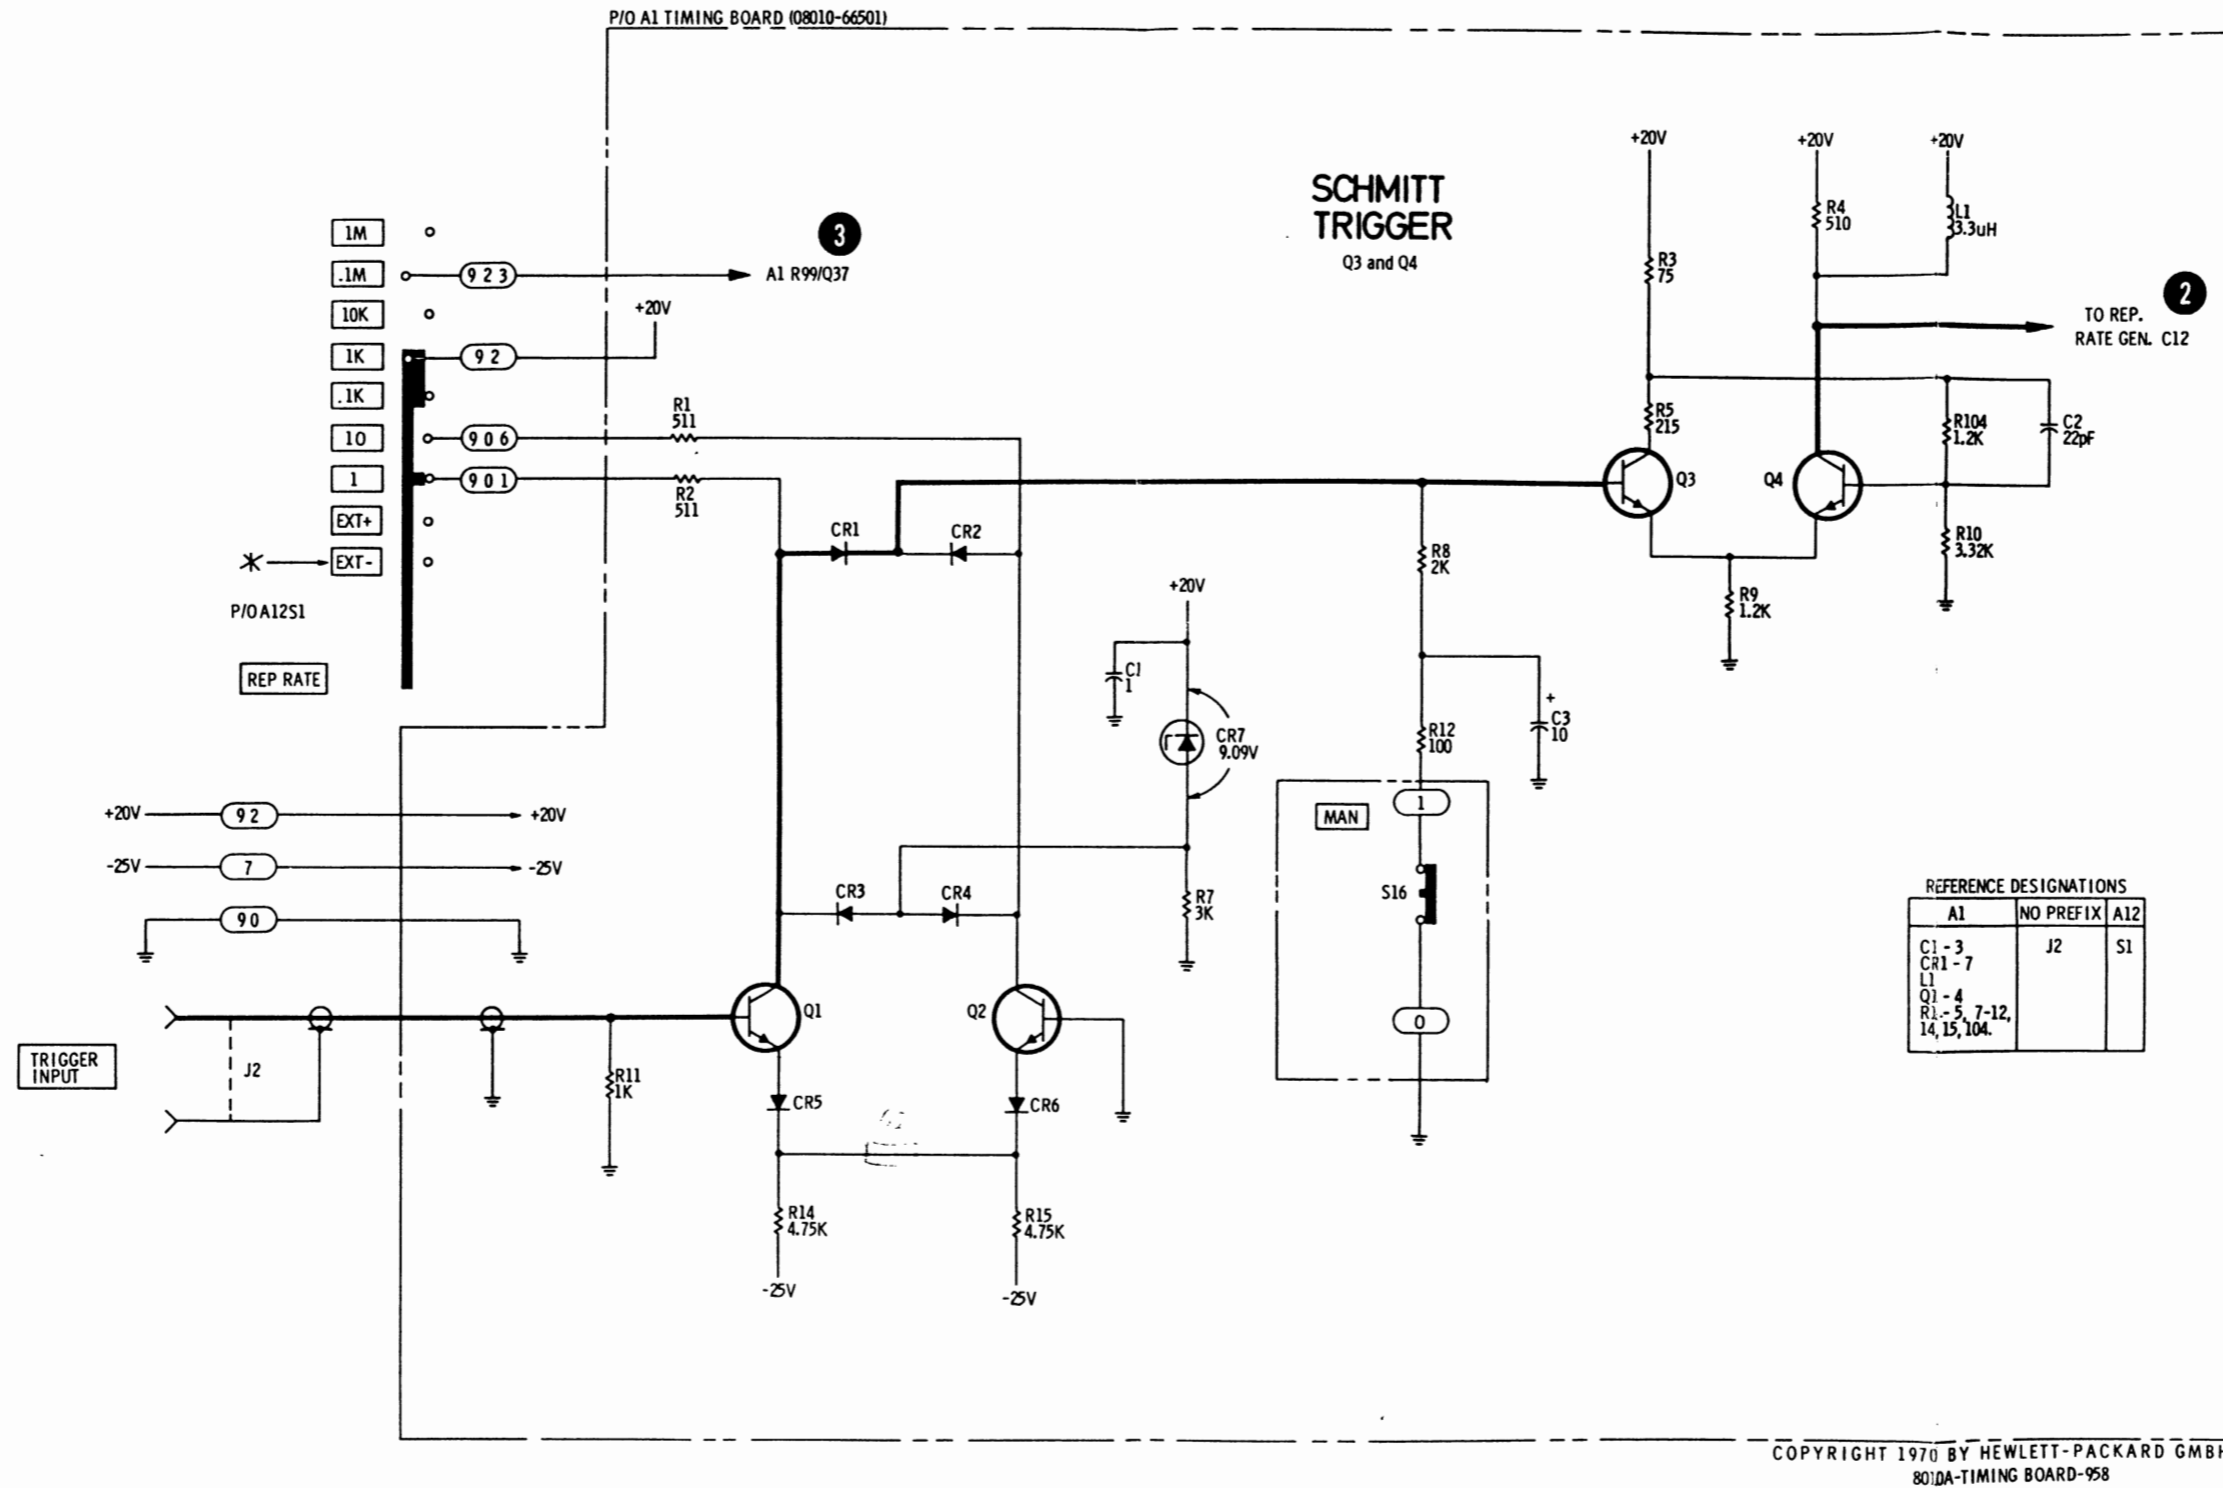 P/O A1 TIMING BOARD (08010-66501)
SCHMITT
TRIGGER
Q3 and Q4
+20V
+20V
+20V
R4
510
L1
3.3uH
R3
75
1M
.1M
923
3
A1 R99/Q37
10K
+20V
1K
92
.1K
R1
511
10
906
1
901
R2
511
EXT+
EXT-
P/O A12S1
REP RATE
2
TO REP.
RATE GEN. C12
R5
215
R104
1.2K
C2
22pF
Q3
Q4
CR1
CR2
R8
2K
R10
3.32K
R9
1.2K
+20V
C1
1
CR7
9.09V
R12
100
+
C3
10
+20V
92
+20V
-25V
7
-25V
90
MAN
1
S16
0
CR3
CR4
R7
3K
REFERENCE DESIGNATIONS
A1 NO PREFIX A12
C1-3 J2 S1
CR1-7
L1
Q1-4
R1-5, 7-12,
14, 15, 104.
Q1
Q2
TRIGGER
INPUT
J2
R11
1K
CR5
CR6
R14
4.75K
R15
4.75K
-25V
-25V
COPYRIGHT 1970 BY HEWLETT-PACKARD GMBH
8010A-TIMING BOARD-958